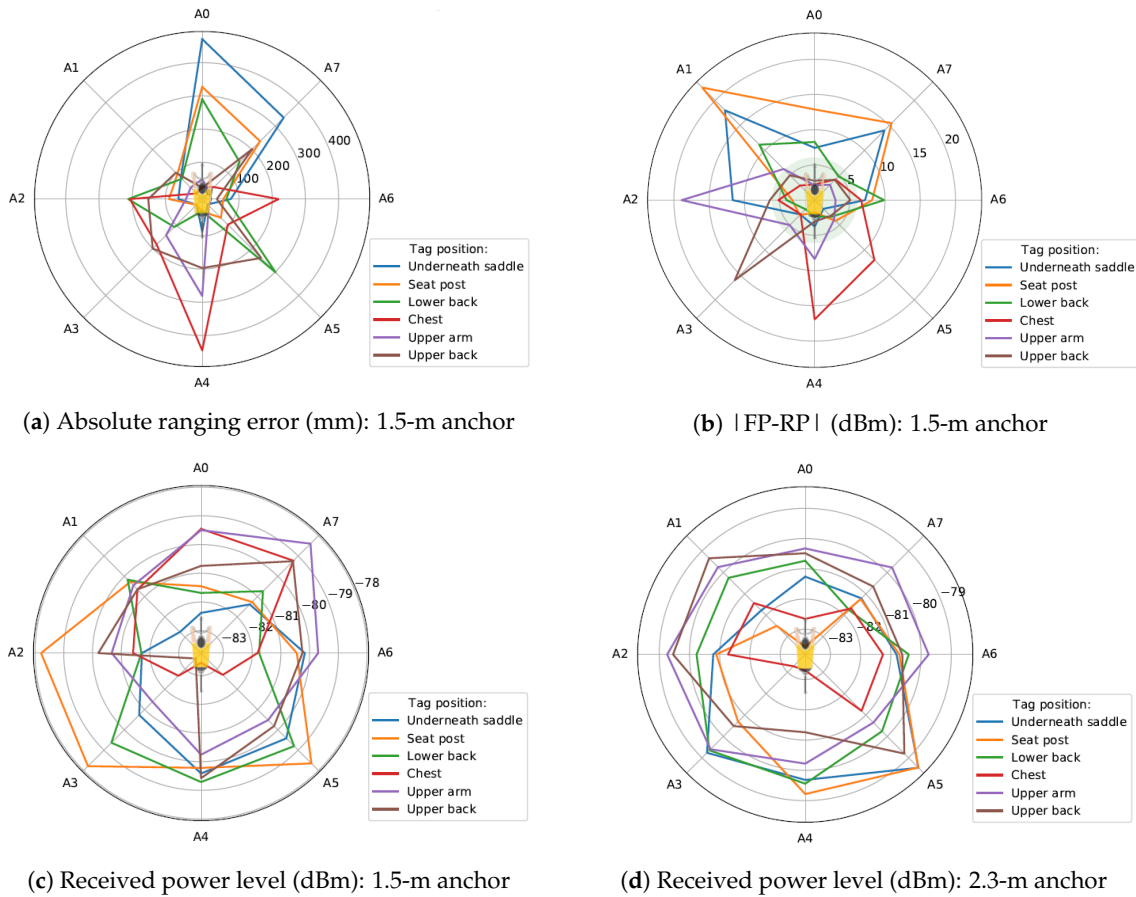 A0
A1
A7
400
300
200
100
A2
A6
Tag position:
Underneath saddle
Seat post
Lower back
Chest
Upper arm
Upper back
A3
A5
A4
(a) Absolute ranging error (mm): 1.5-m anchor
A0
A1
A7
20
15
10
5
A2
A6
Tag position:
Underneath saddle
Seat post
Lower back
Chest
Upper arm
Upper back
A3
A5
A4
(b) |FP-RP| (dBm): 1.5-m anchor
A0
A1
A7
−78
−79
−80
−81
−82
−83
A2
A6
Tag position:
Underneath saddle
Seat post
Lower back
Chest
Upper arm
Upper back
A3
A5
A4
(c) Received power level (dBm): 1.5-m anchor
A0
A1
A7
−79
−80
−81
−82
−83
A2
A6
Tag position:
Underneath saddle
Seat post
Lower back
Chest
Upper arm
Upper back
A3
A5
A4
(d) Received power level (dBm): 2.3-m anchor